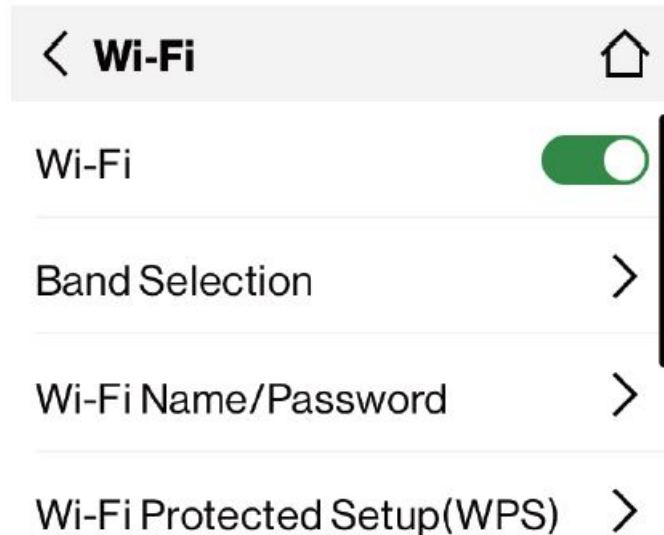 Wi-Fi
Wi-Fi
Band Selection
Wi-Fi Name/Password
Wi-Fi Protected Setup(WPS)